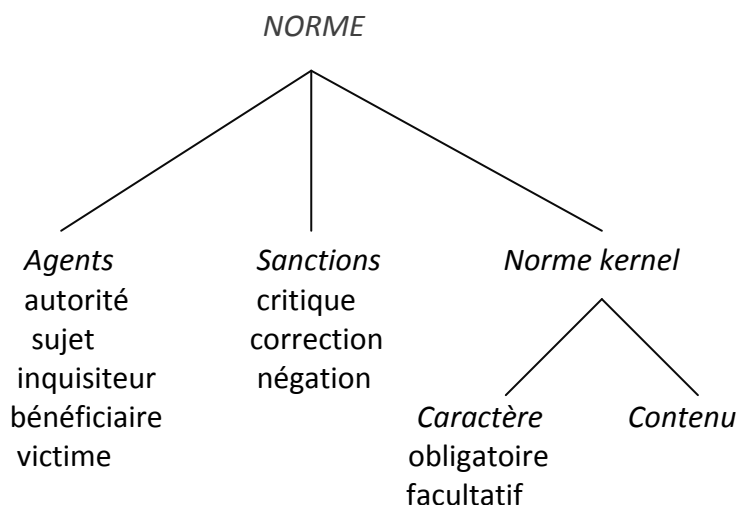 NORME
Agents
autorité
sujet
inquisiteur
bénéficiaire
victime
Sanctions
critique
correction
négation
Norme kernel
Caractère
obligatoire
facultatif
Contenu